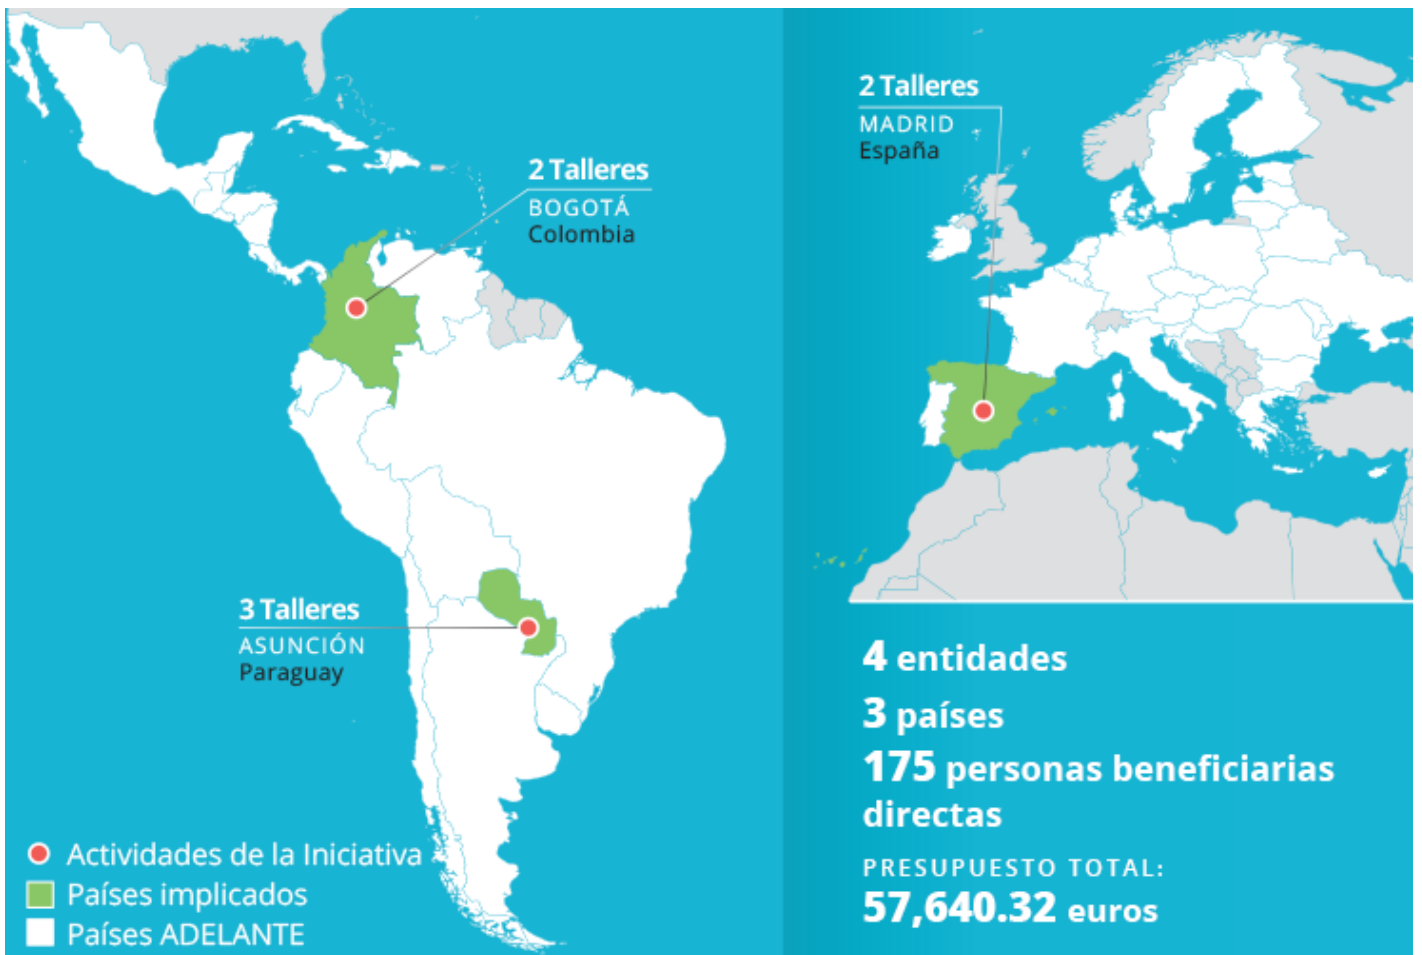 2 Talleres
BOGOTÁ
Colombia
3 Talleres
ASUNCIÓN
Paraguay
Actividades de la Iniciativa
Países implicados
Países ADELANTE
2 Talleres
MADRID
España
4 entidades
3 países
175 personas beneficiarias
directas
PRESUPUESTO TOTAL:
57,640.32 euros